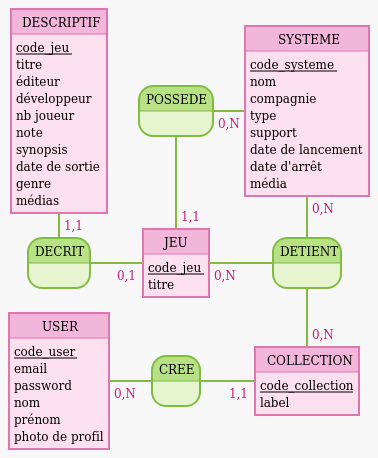 DESCRIPTIF
code_jeu
titre
éditeur
développeur
nb joueur
note
synopsis
date de sortie
genre
médias
SYSTEME
code_systeme
nom
compagnie
type
support
date de lancement
date d'arrêt
média
POSSEDE
0,N
1,1
1,1
0,N
DECRIT
0,1
JEU
code_jeu
titre
0,N
DETIENT
0,N
USER
code_user
email
password
nom
prénom
photo de profil
0,N
CREE
1,1
COLLECTION
code_collection
label